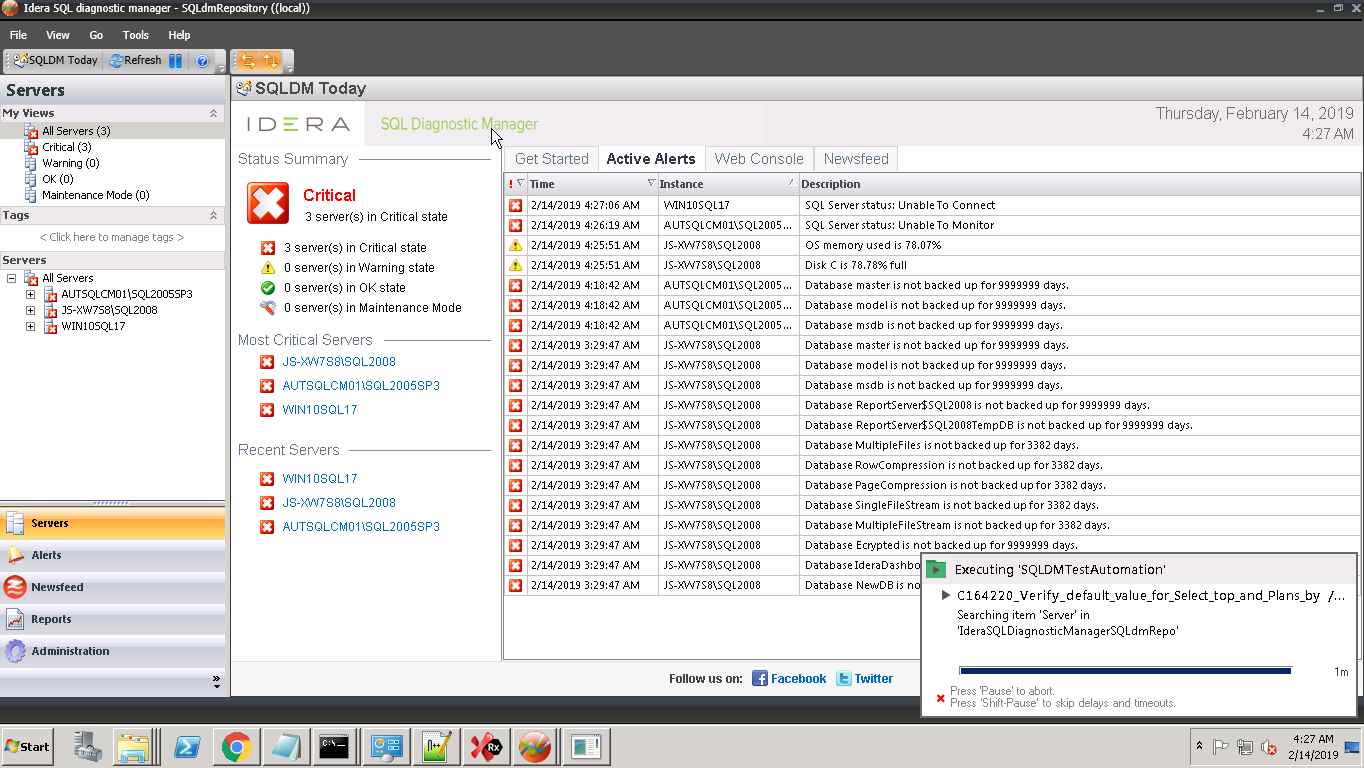 Idera SQL diagnostic manager - SQLdmRepository ((local))
File View Go Tools Help
SQLDM Today Refresh
Servers
My Views
All Servers (3)
Critical (3)
Warning (0)
OK (0)
Maintenance Mode (0)
Tags
< Click here to manage tags >
Servers
All Servers
AUTSQLCM01\SQL2005SP3
JS-XW7S8\SQL2008
WIN10SQL17
Servers
Alerts
Newsfeed
Reports
Administration
SQLDM Today
IDERA SQL Diagnostic Manager
Thursday, February 14, 2019
4:27 AM
Status Summary
Critical
3 server(s) in Critical state
3 server(s) in Critical state
0 server(s) in Warning state
0 server(s) in OK state
0 server(s) in Maintenance Mode
Most Critical Servers
JS-XW7S8\SQL2008
AUTSQLCM01\SQL2005SP3
WIN10SQL17
Recent Servers
WIN10SQL17
JS-XW7S8\SQL2008
AUTSQLCM01\SQL2005SP3
Get Started Active Alerts Web Console Newsfeed
! Time Instance Description
2/14/2019 4:27:06 AM WIN10SQL17 SQL Server status: Unable To Connect
2/14/2019 4:26:19 AM AUTSQLCM01\SQL2005... SQL Server status: Unable To Monitor
2/14/2019 4:25:51 AM JS-XW7S8\SQL2008 OS memory used is 78.07%
2/14/2019 4:25:51 AM JS-XW7S8\SQL2008 Disk C is 78.78% full
2/14/2019 4:18:42 AM AUTSQLCM01\SQL2005... Database master is not backed up for 9999999 days.
2/14/2019 4:18:42 AM AUTSQLCM01\SQL2005... Database model is not backed up for 9999999 days.
2/14/2019 4:18:42 AM AUTSQLCM01\SQL2005... Database msdb is not backed up for 9999999 days.
2/14/2019 3:29:47 AM JS-XW7S8\SQL2008 Database master is not backed up for 9999999 days.
2/14/2019 3:29:47 AM JS-XW7S8\SQL2008 Database model is not backed up for 9999999 days.
2/14/2019 3:29:47 AM JS-XW7S8\SQL2008 Database msdb is not backed up for 9999999 days.
2/14/2019 3:29:47 AM JS-XW7S8\SQL2008 Database ReportServer$SQL2008 is not backed up for 9999999 days.
2/14/2019 3:29:47 AM JS-XW7S8\SQL2008 Database ReportServer$SQL2008TempDB is not backed up for 9999999 days.
2/14/2019 3:29:47 AM JS-XW7S8\SQL2008 Database MultipleFiles is not backed up for 3382 days.
2/14/2019 3:29:47 AM JS-XW7S8\SQL2008 Database RowCompression is not backed up for 3382 days.
2/14/2019 3:29:47 AM JS-XW7S8\SQL2008 Database PageCompression is not backed up for 3382 days.
2/14/2019 3:29:47 AM JS-XW7S8\SQL2008 Database SingleFileStream is not backed up for 3382 days.
2/14/2019 3:29:47 AM JS-XW7S8\SQL2008 Database MultipleFileStream is not backed up for 3382 days.
2/14/2019 3:29:47 AM JS-XW7S8\SQL2008 Database Ecrypted is not backed up for 9999999 days.
2/14/2019 3:29:47 AM JS-XW7S8\SQL2008 Database IderaDashbo
2/14/2019 3:29:47 AM JS-XW7S8\SQL2008 Database NewDB is no
Follow us on: Facebook Twitter
Executing 'SQLDMTestAutomation'
C164220_Verify_default_value_for_Select_top_and_Plans_by /...
Searching item 'Server' in
'IderaSQLDiagnosticManagerSQLdmRepo'
1m
Press 'Pause' to abort.
Press 'Shift-Pause' to skip delays and timeouts.
Start
4:27 AM
2/14/2019